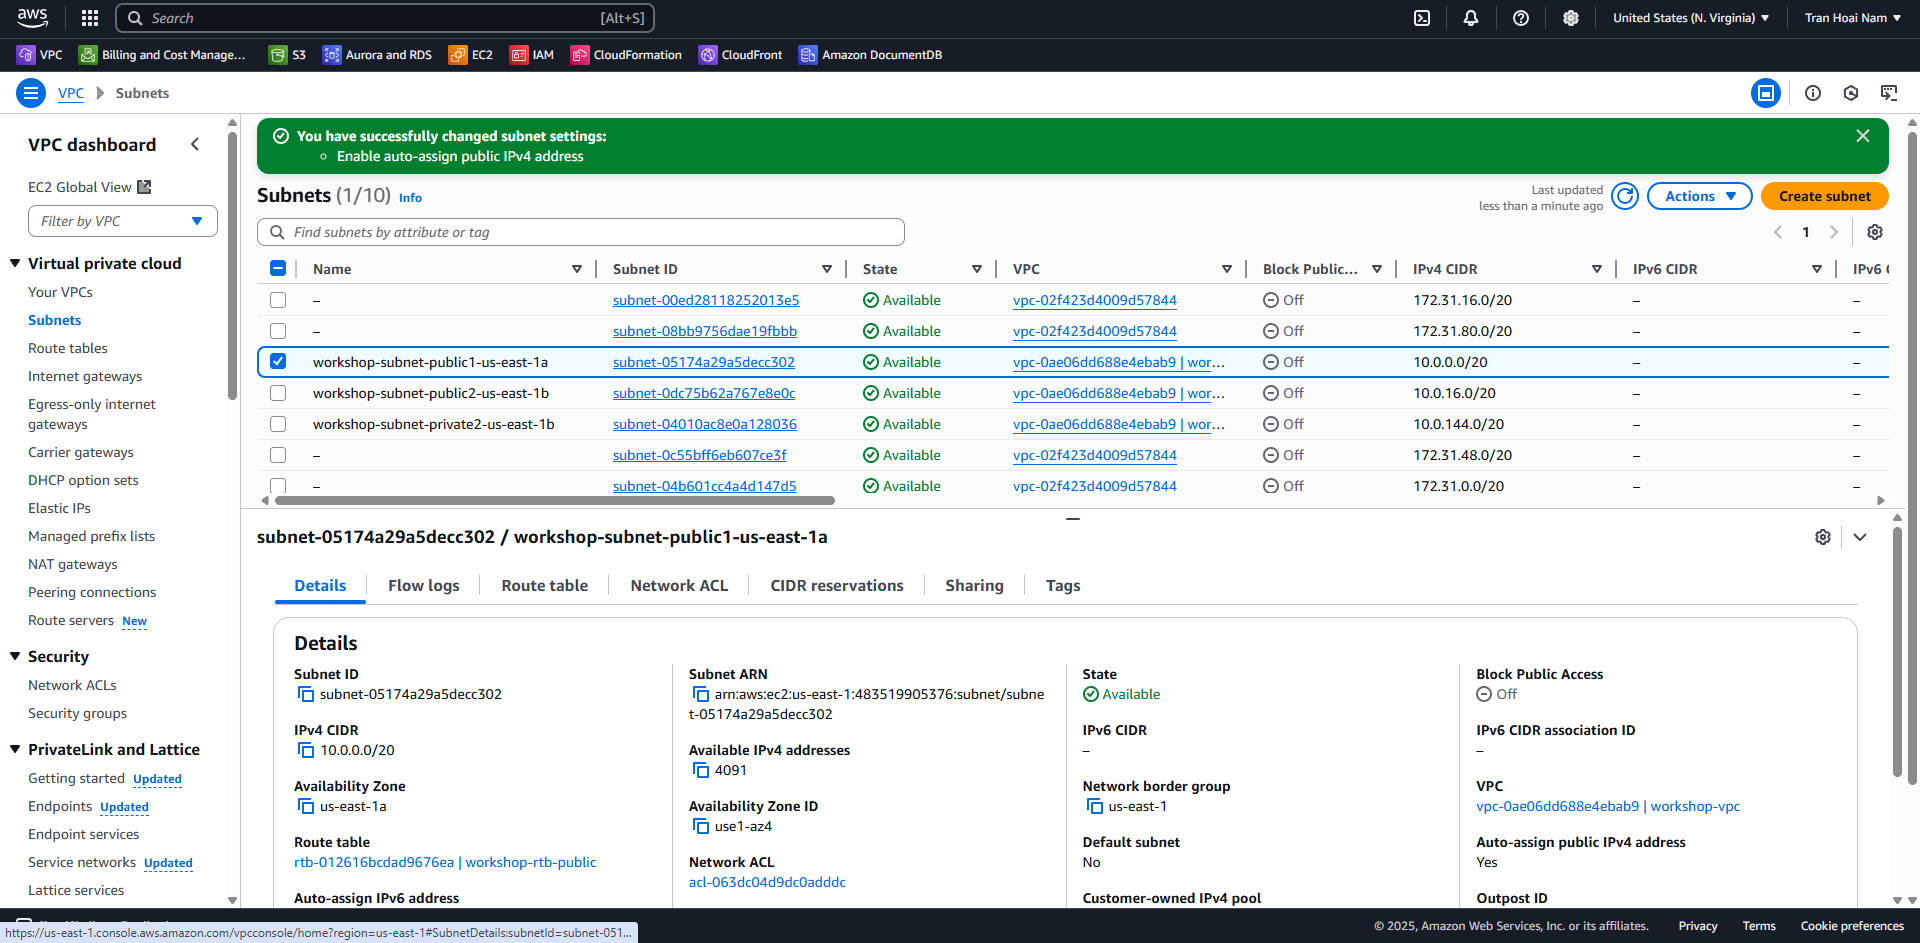 aws
Search
[Alt+S]
United States (N. Virginia)
Tran Hoai Nam
VPC
Billing and Cost Manage...
S3
Aurora and RDS
EC2
IAM
CloudFormation
CloudFront
Amazon DocumentDB
VPC
Subnets
VPC dashboard
EC2 Global View
Filter by VPC
Virtual private cloud
Your VPCs
Subnets
Route tables
Internet gateways
Egress-only internet
gateways
Carrier gateways
DHCP option sets
Elastic IPs
Managed prefix lists
NAT gateways
Peering connections
Route servers New
Security
Network ACLs
Security groups
PrivateLink and Lattice
Getting started Updated
Endpoints Updated
Endpoint services
Service networks Updated
Lattice services
You have successfully changed subnet settings:
Enable auto-assign public IPv4 address
Subnets (1/10) Info
Last updated
less than a minute ago
Actions
Create subnet
Find subnets by attribute or tag
1
Name Subnet ID State VPC Block Public... IPv4 CIDR IPv6 CIDR IPv6
– subnet-00ed28118252013e5 Available vpc-02f423d4009d57844 Off 172.31.16.0/20 – –
– subnet-08bb9756dae19fbbb Available vpc-02f423d4009d57844 Off 172.31.80.0/20 – –
workshop-subnet-public1-us-east-1a subnet-05174a29a5decc302 Available vpc-0ae06dd688e4ebab9 | wor... Off 10.0.0.0/20 – –
workshop-subnet-public2-us-east-1b subnet-0dc75b62a767e8e0c Available vpc-0ae06dd688e4ebab9 | wor... Off 10.0.16.0/20 – –
workshop-subnet-private2-us-east-1b subnet-04010ac8e0a128036 Available vpc-0ae06dd688e4ebab9 | wor... Off 10.0.144.0/20 – –
– subnet-0c55bff6eb607ce3f Available vpc-02f423d4009d57844 Off 172.31.48.0/20 – –
– subnet-04b601cc4a4d147d5 Available vpc-02f423d4009d57844 Off 172.31.0.0/20 – –
subnet-05174a29a5decc302 / workshop-subnet-public1-us-east-1a
Details Flow logs Route table Network ACL CIDR reservations Sharing Tags
Details
Subnet ID
subnet-05174a29a5decc302
IPv4 CIDR
10.0.0.0/20
Availability Zone
us-east-1a
Route table
rtb-012616bcdad9676ea | workshop-rtb-public
Auto-assign IPv6 address
Subnet ARN
arn:aws:ec2:us-east-1:483519905376:subnet/subne
t-05174a29a5decc302
Available IPv4 addresses
4091
Availability Zone ID
use1-az4
Network ACL
acl-063dc04d9dc0adddc
State
Available
IPv6 CIDR
–
Network border group
us-east-1
Default subnet
No
Customer-owned IPv4 pool
Block Public Access
Off
IPv6 CIDR association ID
–
VPC
vpc-0ae06dd688e4ebab9 | workshop-vpc
Auto-assign public IPv4 address
Yes
Outpost ID
© 2025, Amazon Web Services, Inc. or its affiliates.
Privacy
Terms
Cookie preferences
https://us-east-1.console.aws.amazon.com/vpcconsole/home?region=us-east-1#SubnetDetails:subnetId=subnet-051...